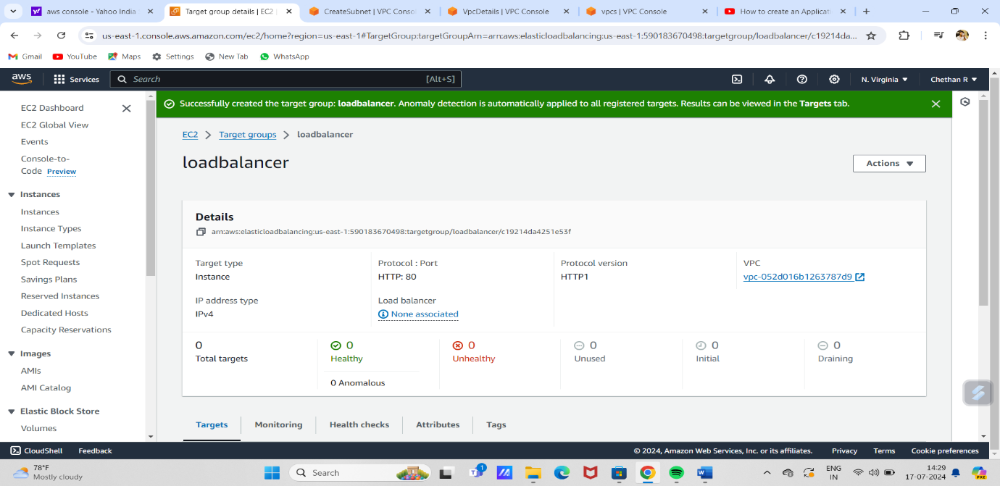 aws console - Yahoo India
Target group details | EC2 |
CreateSubnet | VPC Conso
VpcDetails | VPC Console
vpcs | VPC Console
How to create an Applicati
us-east-1.console.aws.amazon.com/ec2/home?region=us-east-1#TargetGroup:targetGroupArn=arn:aws:elasticloadbalancing:us-east-1:590183670498:targetgroup/loadbalancer/c19214da...
Gmail YouTube Maps Settings New Tab WhatsApp
aws Services Search [Alt+S] N. Virginia Chethan R
EC2 Dashboard
EC2 Global View
Events
Console-to-
Code Preview
Instances
Instances
Instance Types
Launch Templates
Spot Requests
Savings Plans
Reserved Instances
Dedicated Hosts
Capacity Reservations
Images
AMIs
AMI Catalog
Elastic Block Store
Volumes
Successfully created the target group: loadbalancer. Anomaly detection is automatically applied to all registered targets. Results can be viewed in the Targets tab.
EC2 Target groups loadbalancer
loadbalancer
Actions
Details
arn:aws:elasticloadbalancing:us-east-1:590183670498:targetgroup/loadbalancer/c19214da4251e53f
Target type
Instance
Protocol : Port
HTTP: 80
Protocol version
HTTP1
VPC
vpc-052d016b1263787d9
IP address type
IPv4
Load balancer
None associated
0
Total targets
0
Healthy
0 Anomalous
0
Unhealthy
0
Unused
0
Initial
0
Draining
Targets Monitoring Health checks Attributes Tags
CloudShell Feedback © 2024, Amazon Web Services, Inc. or its affiliates. Privacy Terms Cookie preferences
78°F
Mostly cloudy
Search
1
ENG
IN
14:29
17-07-2024
PRE